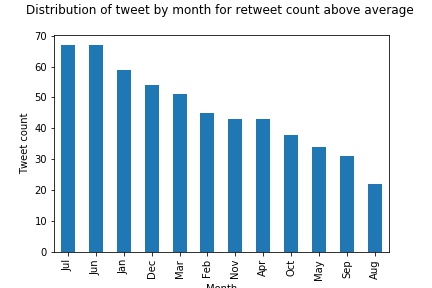 Distribution of tweet by month for retweet count above average
70
60
50
40
30
20
10
0
Tweet count
Jul
Jun
Jan
Dec
Mar
Feb
Nov
Apr
Oct
May
Sep
Aug
Month